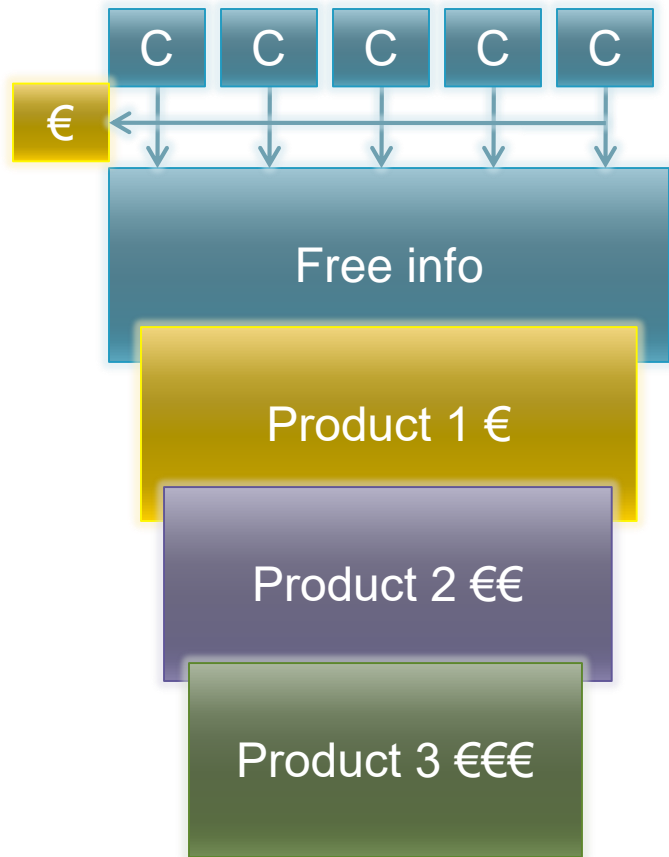 C C C C C
€
Free info
Product 1 €
Product 2 €€
Product 3 €€€